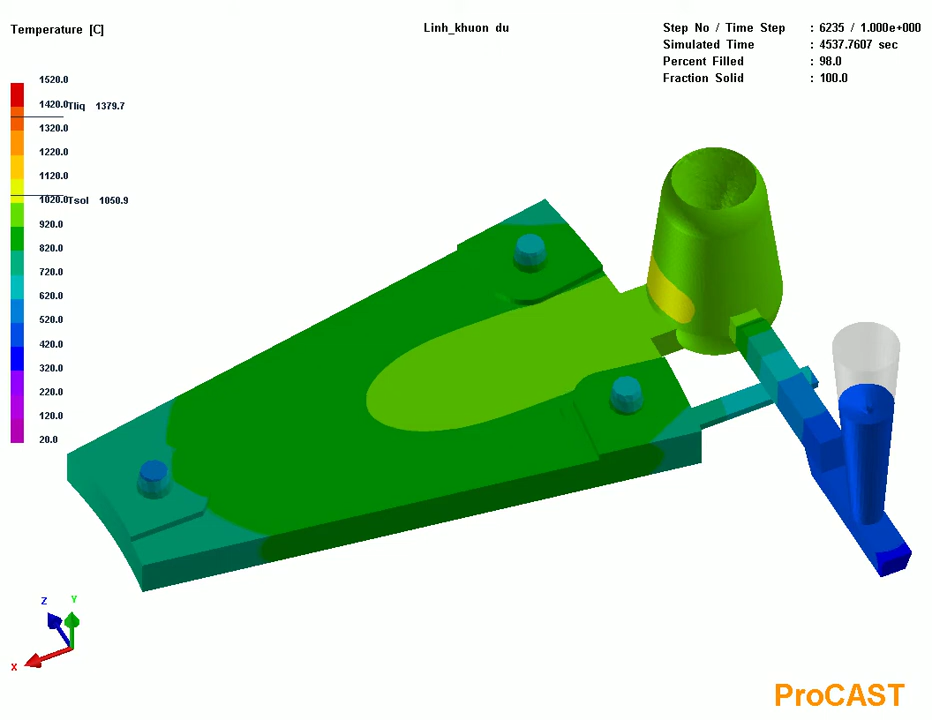 Temperature [C]
Linh_khuon du
Step No / Time Step : 6235 / 1.000e+000
Simulated Time : 4537.7607 sec
Percent Filled : 98.0
Fraction Solid : 100.0
1520.0
1420.0 Tliq 1379.7
1320.0
1220.0
1120.0
1020.0 Tsol 1050.9
920.0
820.0
720.0
620.0
520.0
420.0
320.0
220.0
120.0
20.0
Z Y
X
ProCAST